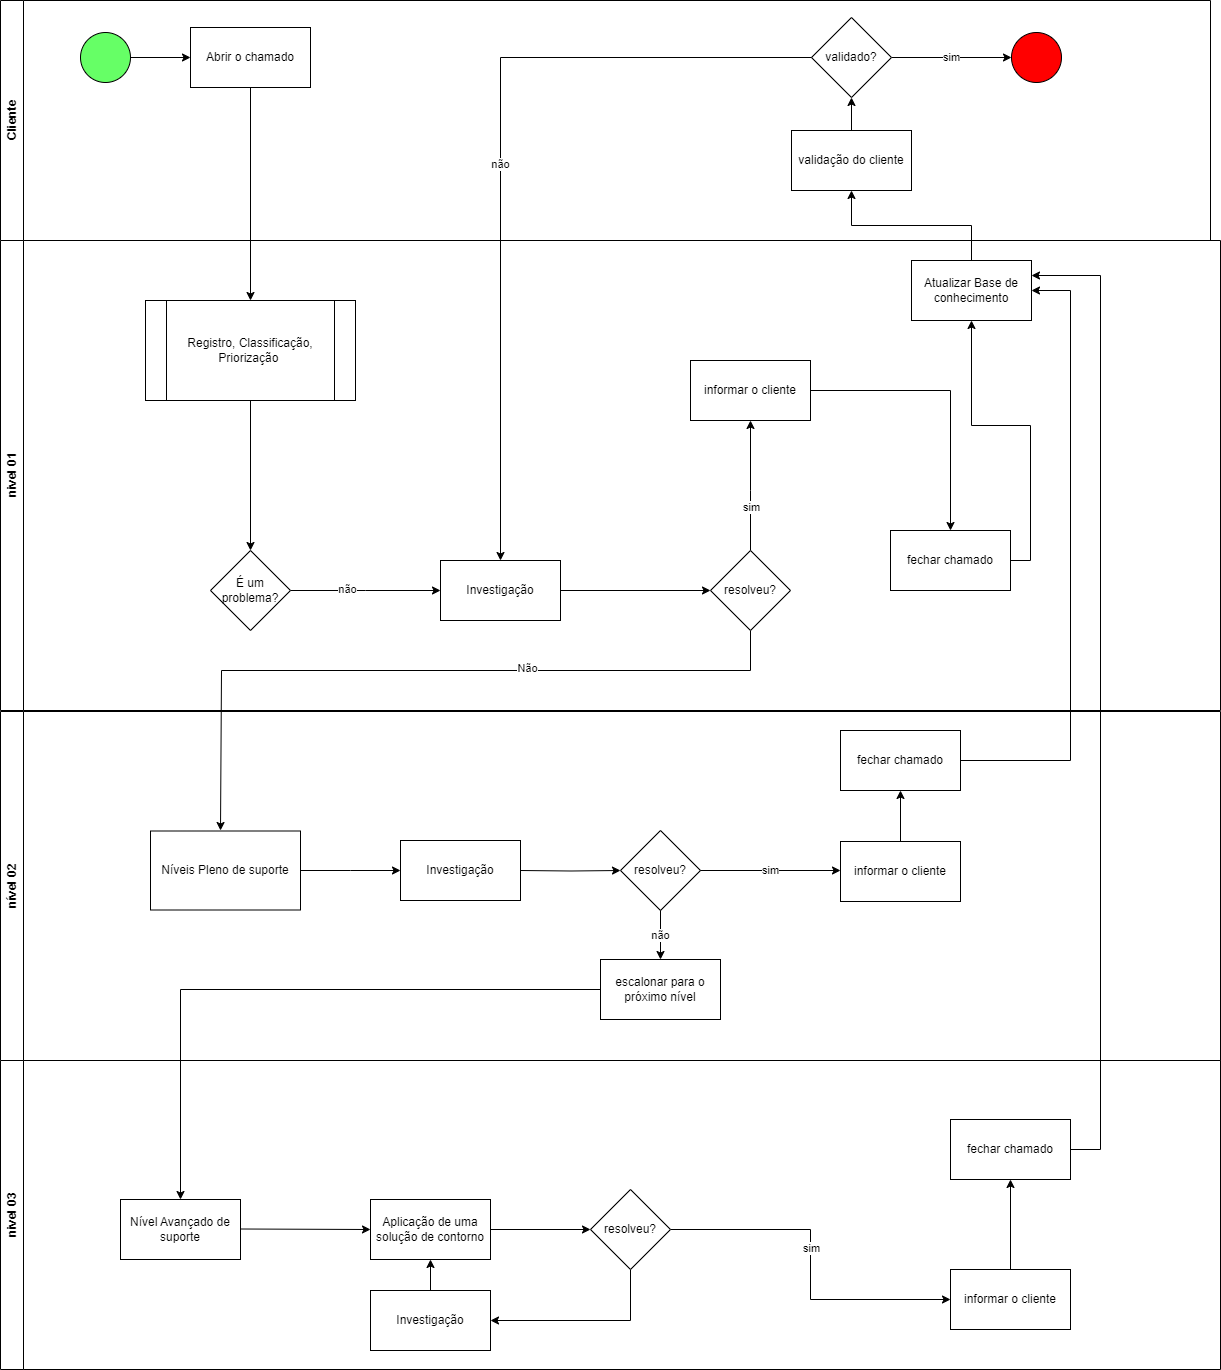 Cliente
Abrir o chamado
validado?
sim
não
validação do cliente
nível 01
Atualizar Base de
conhecimento
Registro, Classificação,
Priorização
informar o cliente
sim
fechar chamado
É um
problema?
não
Investigação
resolveu?
Não
nível 02
fechar chamado
Níveis Pleno de suporte
Investigação
resolveu?
sim
informar o cliente
não
escalonar para o
próximo nível
nível 03
fechar chamado
Nível Avançado de
suporte
Aplicação de uma
solução de contorno
resolveu?
sim
informar o cliente
Investigação